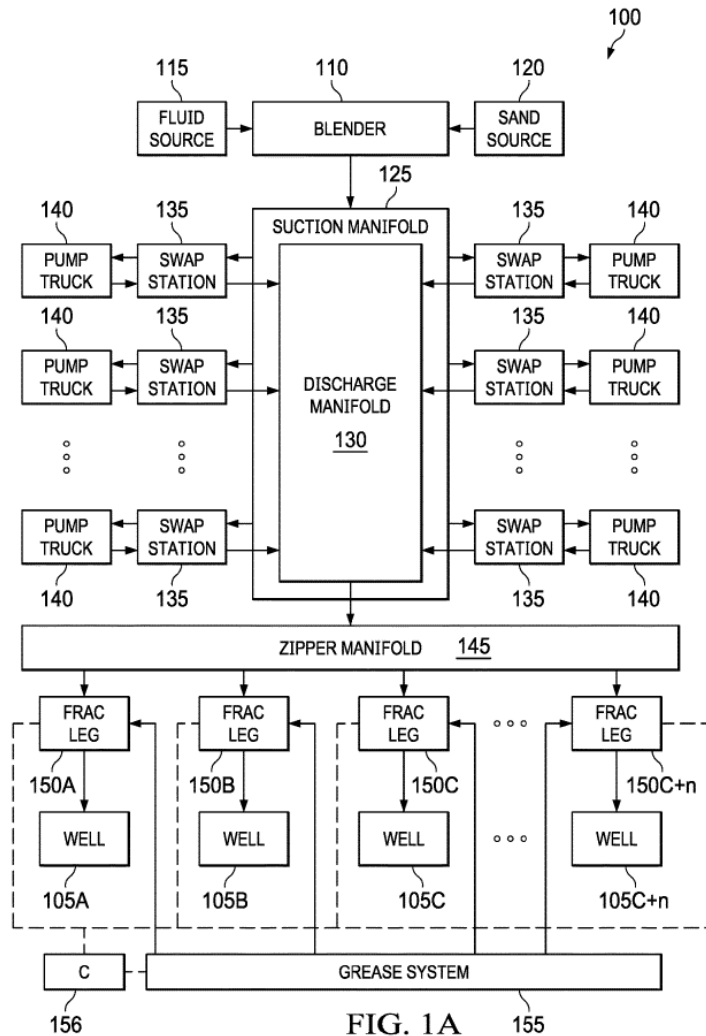 100
115
110
120
FLUID
SOURCE
BLENDER
SAND
SOURCE
125
140
135
SUCTION MANIFOLD
135
140
PUMP
TRUCK
SWAP
STATION
SWAP
STATION
PUMP
TRUCK
140
135
135
140
PUMP
TRUCK
SWAP
STATION
DISCHARGE
MANIFOLD
130
SWAP
STATION
PUMP
TRUCK
PUMP
TRUCK
SWAP
STATION
SWAP
STATION
PUMP
TRUCK
140
135
135
140
ZIPPER MANIFOLD 145
FRAC
LEG
FRAC
LEG
FRAC
LEG
FRAC
LEG
150A
150B
150C
150C+n
WELL
WELL
WELL
WELL
105A
105B
105C
105C+n
C
GREASE SYSTEM
156
155
FIG. 1A